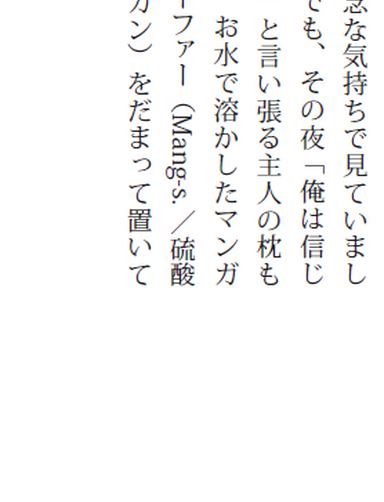 念な気持ちで見ていまし
でも、その夜「俺は信じ
と言い張る主人の枕も
お水で溶かしたマンガ
ーファー（Mang-s.／硫酸
ガン）をだまって置いて